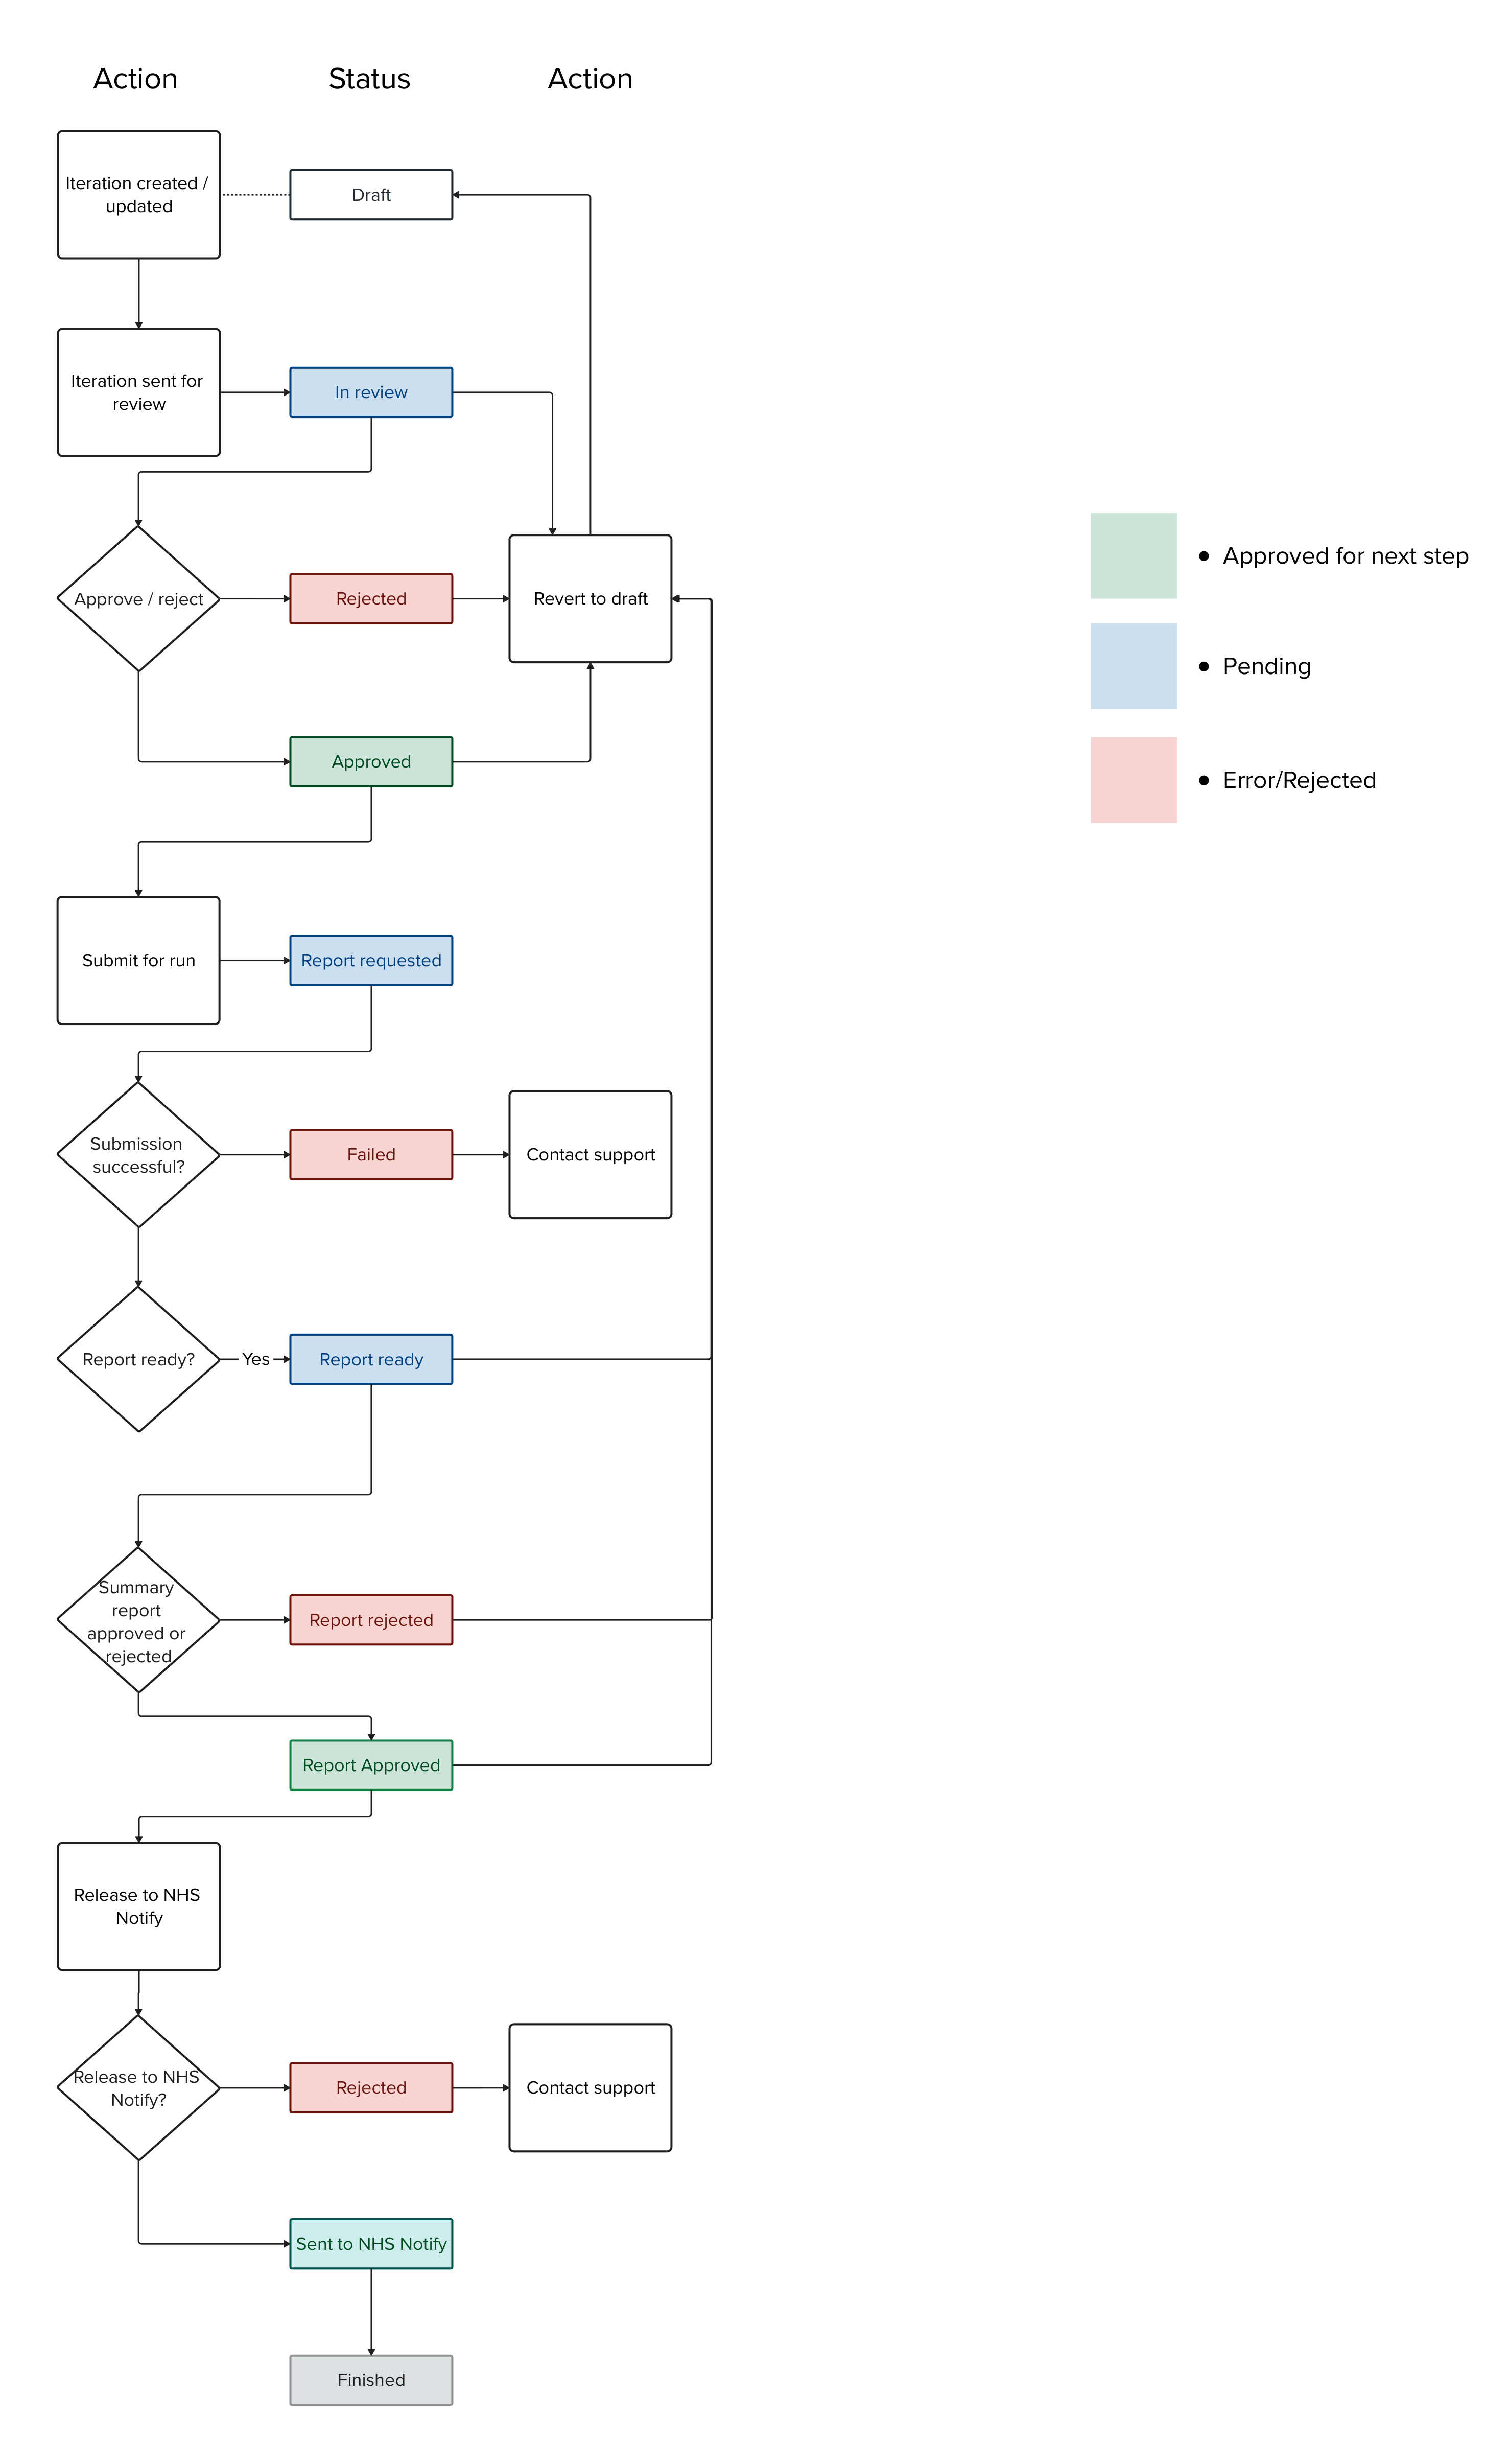 Action
Status
Action
Iteration created /
updated
Draft
Iteration sent for
review
In review
Approve / reject
Rejected
Revert to draft
Approved
Submit for run
Report requested
Submission
successful?
Failed
Contact support
Report ready?
Yes
Report ready
Summary
report
approved or
rejected
Report rejected
Report Approved
Release to NHS
Notify
Release to NHS
Notify?
Rejected
Contact support
Sent to NHS Notify
Finished
• Approved for next step
• Pending
• Error/Rejected